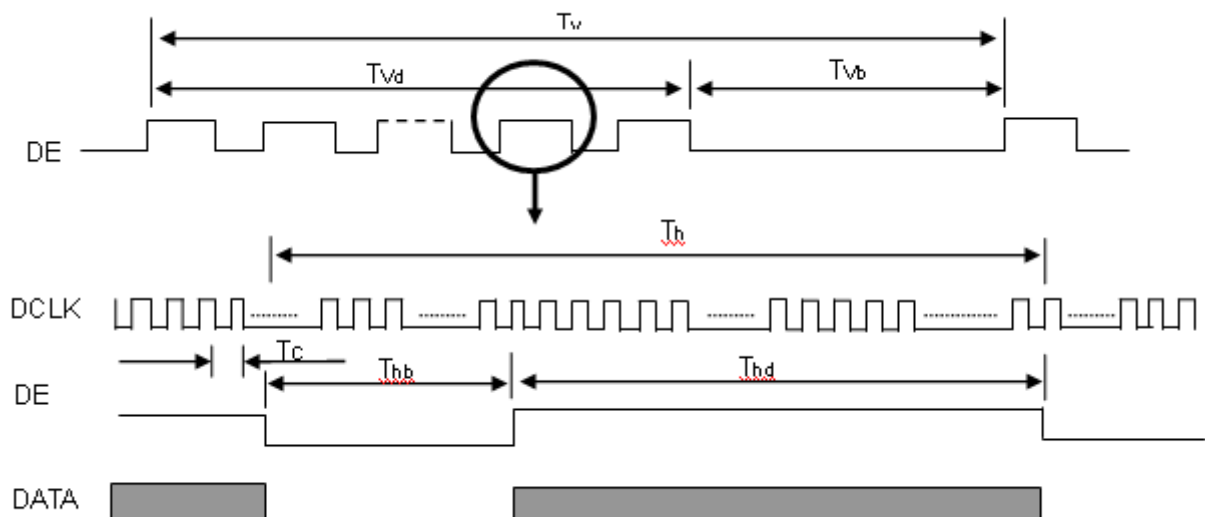 Tv
TVd
TVb
DE
Th
DCLK
TC
Thb
Thd
DE
DATA